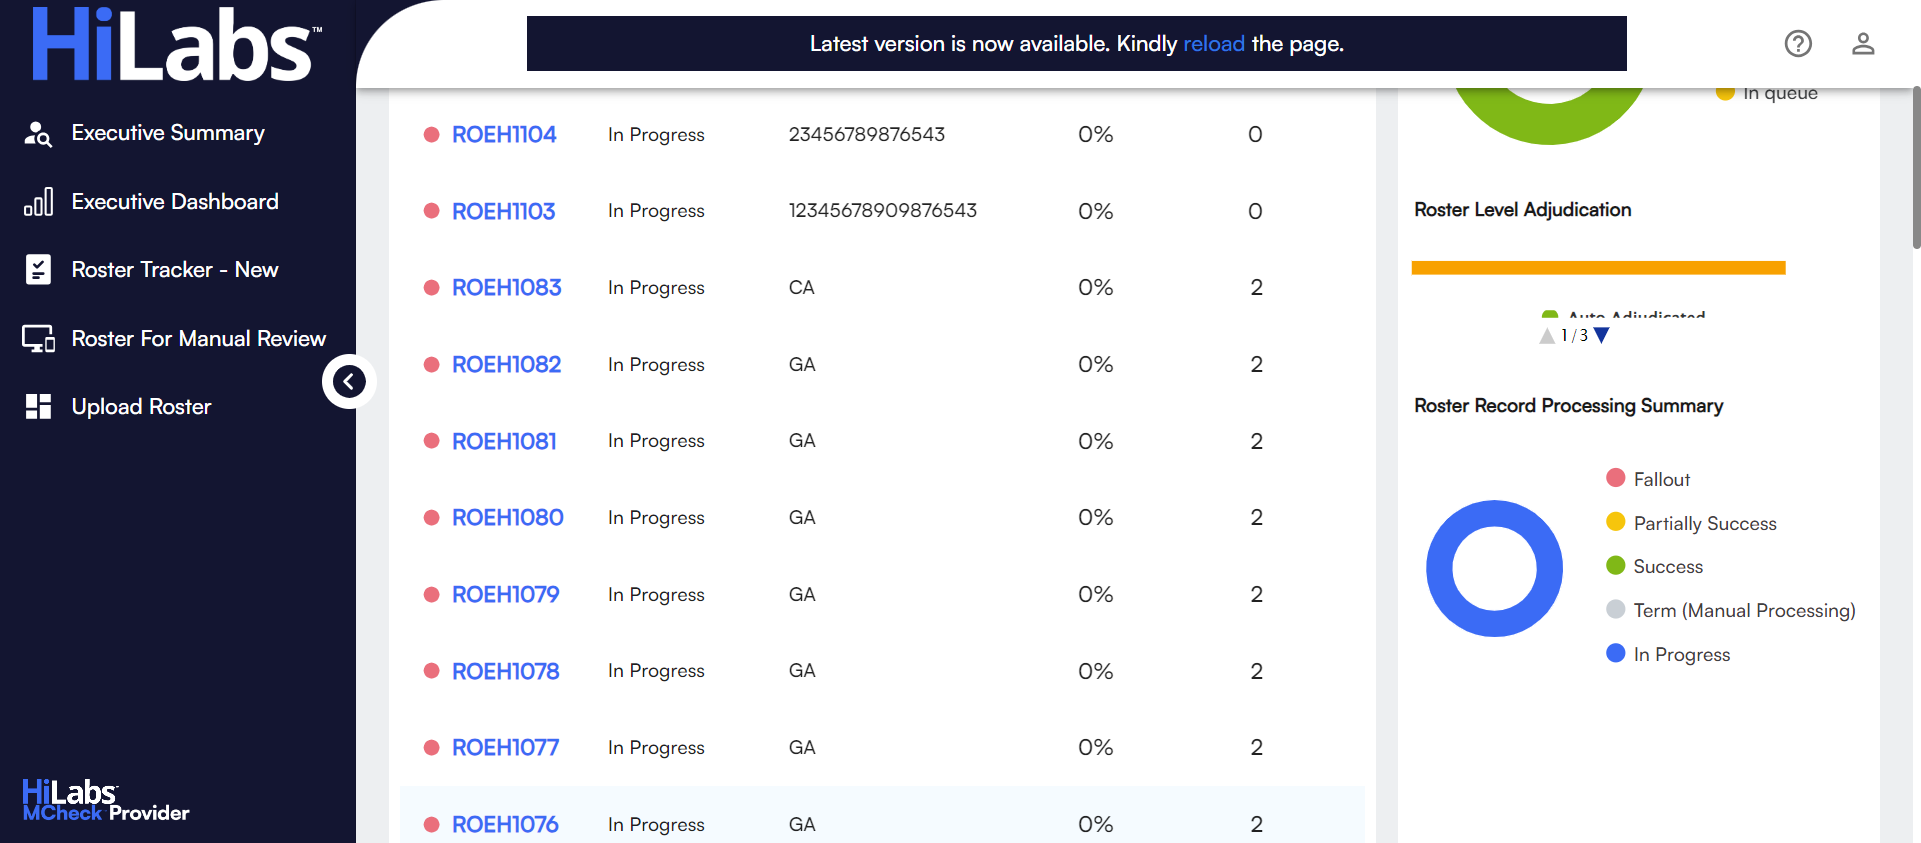 HiLabs™
Executive Summary
Executive Dashboard
Roster Tracker - New
Roster For Manual Review
Upload Roster
HiLabs™
MCheck Provider
Latest version is now available. Kindly reload the page.
ROEH1104 In Progress 23456789876543 0% 0
ROEH1103 In Progress 12345678909876543 0% 0
ROEH1083 In Progress CA 0% 2
ROEH1082 In Progress GA 0% 2
ROEH1081 In Progress GA 0% 2
ROEH1080 In Progress GA 0% 2
ROEH1079 In Progress GA 0% 2
ROEH1078 In Progress GA 0% 2
ROEH1077 In Progress GA 0% 2
ROEH1076 In Progress GA 0% 2
In queue
Roster Level Adjudication
Auto Adjudicated
1/3
Roster Record Processing Summary
Fallout
Partially Success
Success
Term (Manual Processing)
In Progress